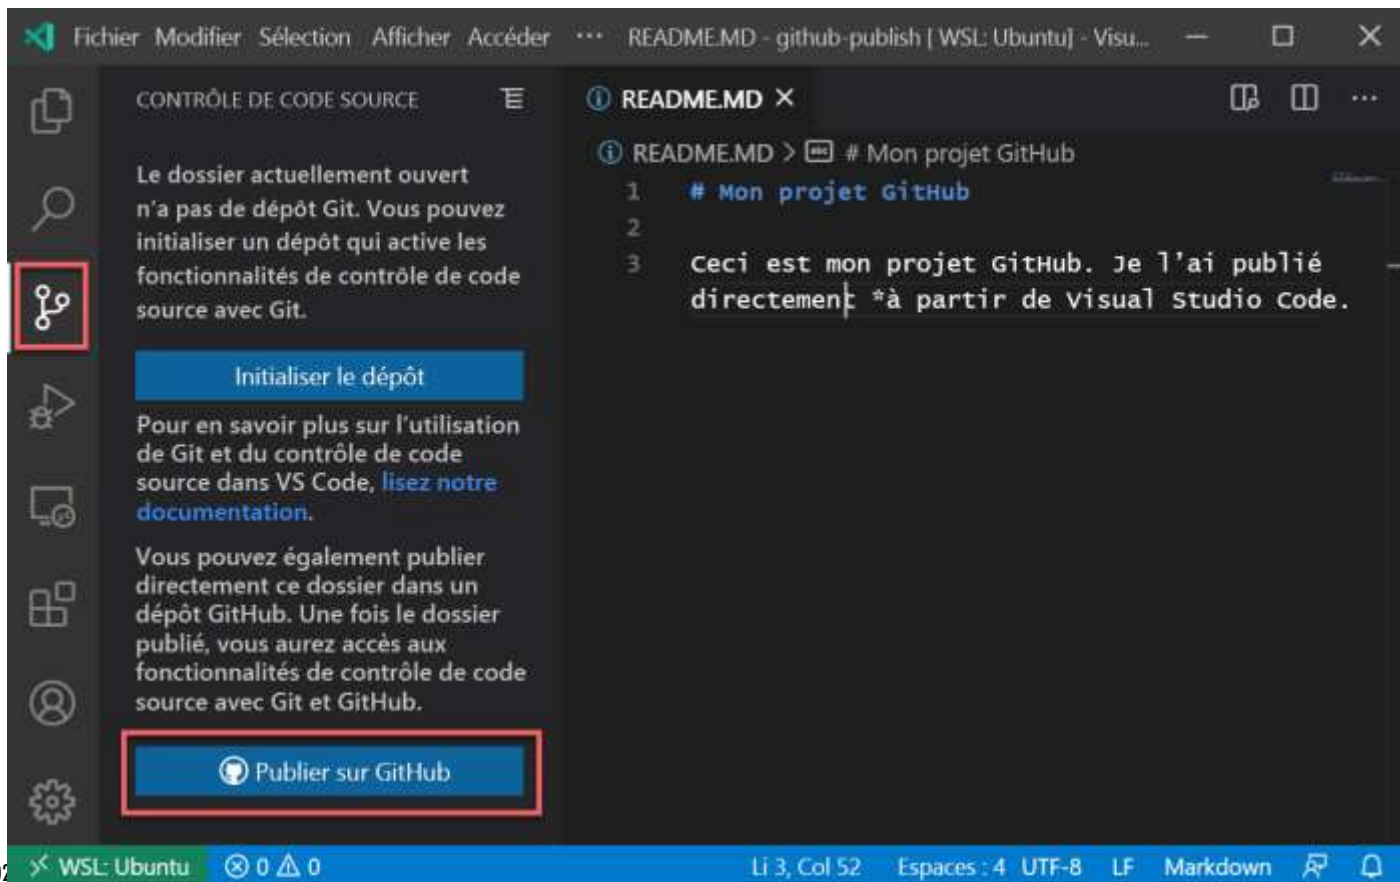 Fichier Modifier Sélection Afficher Accéder ··· README.MD - github-publish [ WSL: Ubuntu] - Visu...
CONTRÔLE DE CODE SOURCE
Le dossier actuellement ouvert
n'a pas de dépôt Git. Vous pouvez
initialiser un dépôt qui active les
fonctionnalités de contrôle de code
source avec Git.
Initialiser le dépôt
Pour en savoir plus sur l'utilisation
de Git et du contrôle de code
source dans VS Code, lisez notre
documentation.
Vous pouvez également publier
directement ce dossier dans un
dépôt GitHub. Une fois le dossier
publié, vous aurez accès aux
fonctionnalités de contrôle de code
source avec Git et GitHub.
Publier sur GitHub
README.MD
README.MD > # Mon projet GitHub
1 # Mon projet GitHub
2
3 Ceci est mon projet GitHub. Je l'ai publié
directement *à partir de Visual Studio Code.
WSL: Ubuntu 0 0 Li 3, Col 52 Espaces : 4 UTF-8 LF Markdown